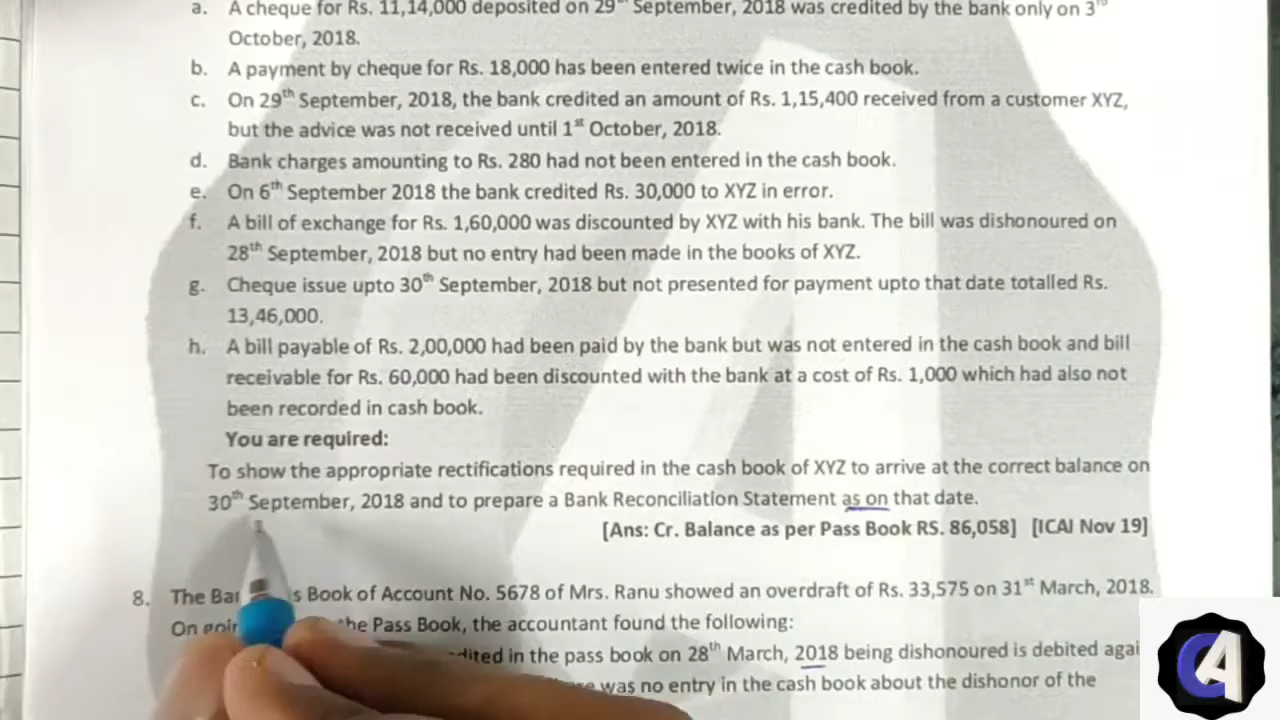 a. A cheque for Rs. 11,14,000 deposited on 29th September, 2018 was credited by the bank only on 3rd
October, 2018.
b. A payment by cheque for Rs. 18,000 has been entered twice in the cash book.
c. On 29th September, 2018, the bank credited an amount of Rs. 1,15,400 received from a customer XYZ,
but the advice was not received until 1st October, 2018.
d. Bank charges amounting to Rs. 280 had not been entered in the cash book.
e. On 6th September 2018 the bank credited Rs. 30,000 to XYZ in error.
f. A bill of exchange for Rs. 1,60,000 was discounted by XYZ with his bank. The bill was dishonoured on
28th September, 2018 but no entry had been made in the books of XYZ.
g. Cheque issue upto 30th September, 2018 but not presented for payment upto that date totalled Rs.
13,46,000.
h. A bill payable of Rs. 2,00,000 had been paid by the bank but was not entered in the cash book and bill
receivable for Rs. 60,000 had been discounted with the bank at a cost of Rs. 1,000 which had also not
been recorded in cash book.
You are required:
To show the appropriate rectifications required in the cash book of XYZ to arrive at the correct balance on
30th September, 2018 and to prepare a Bank Reconciliation Statement as on that date.
[Ans: Cr. Balance as per Pass Book RS. 86,058] [ICAI Nov 19]
8. The Book of Account No. 5678 of Mrs. Ranu showed an overdraft of Rs. 33,575 on 31st March, 2018.
On the Pass Book, the accountant found the following:
in the pass book on 28th March, 2018 being dishonoured is debited
was no entry in the cash book about the dishonor of the
CA